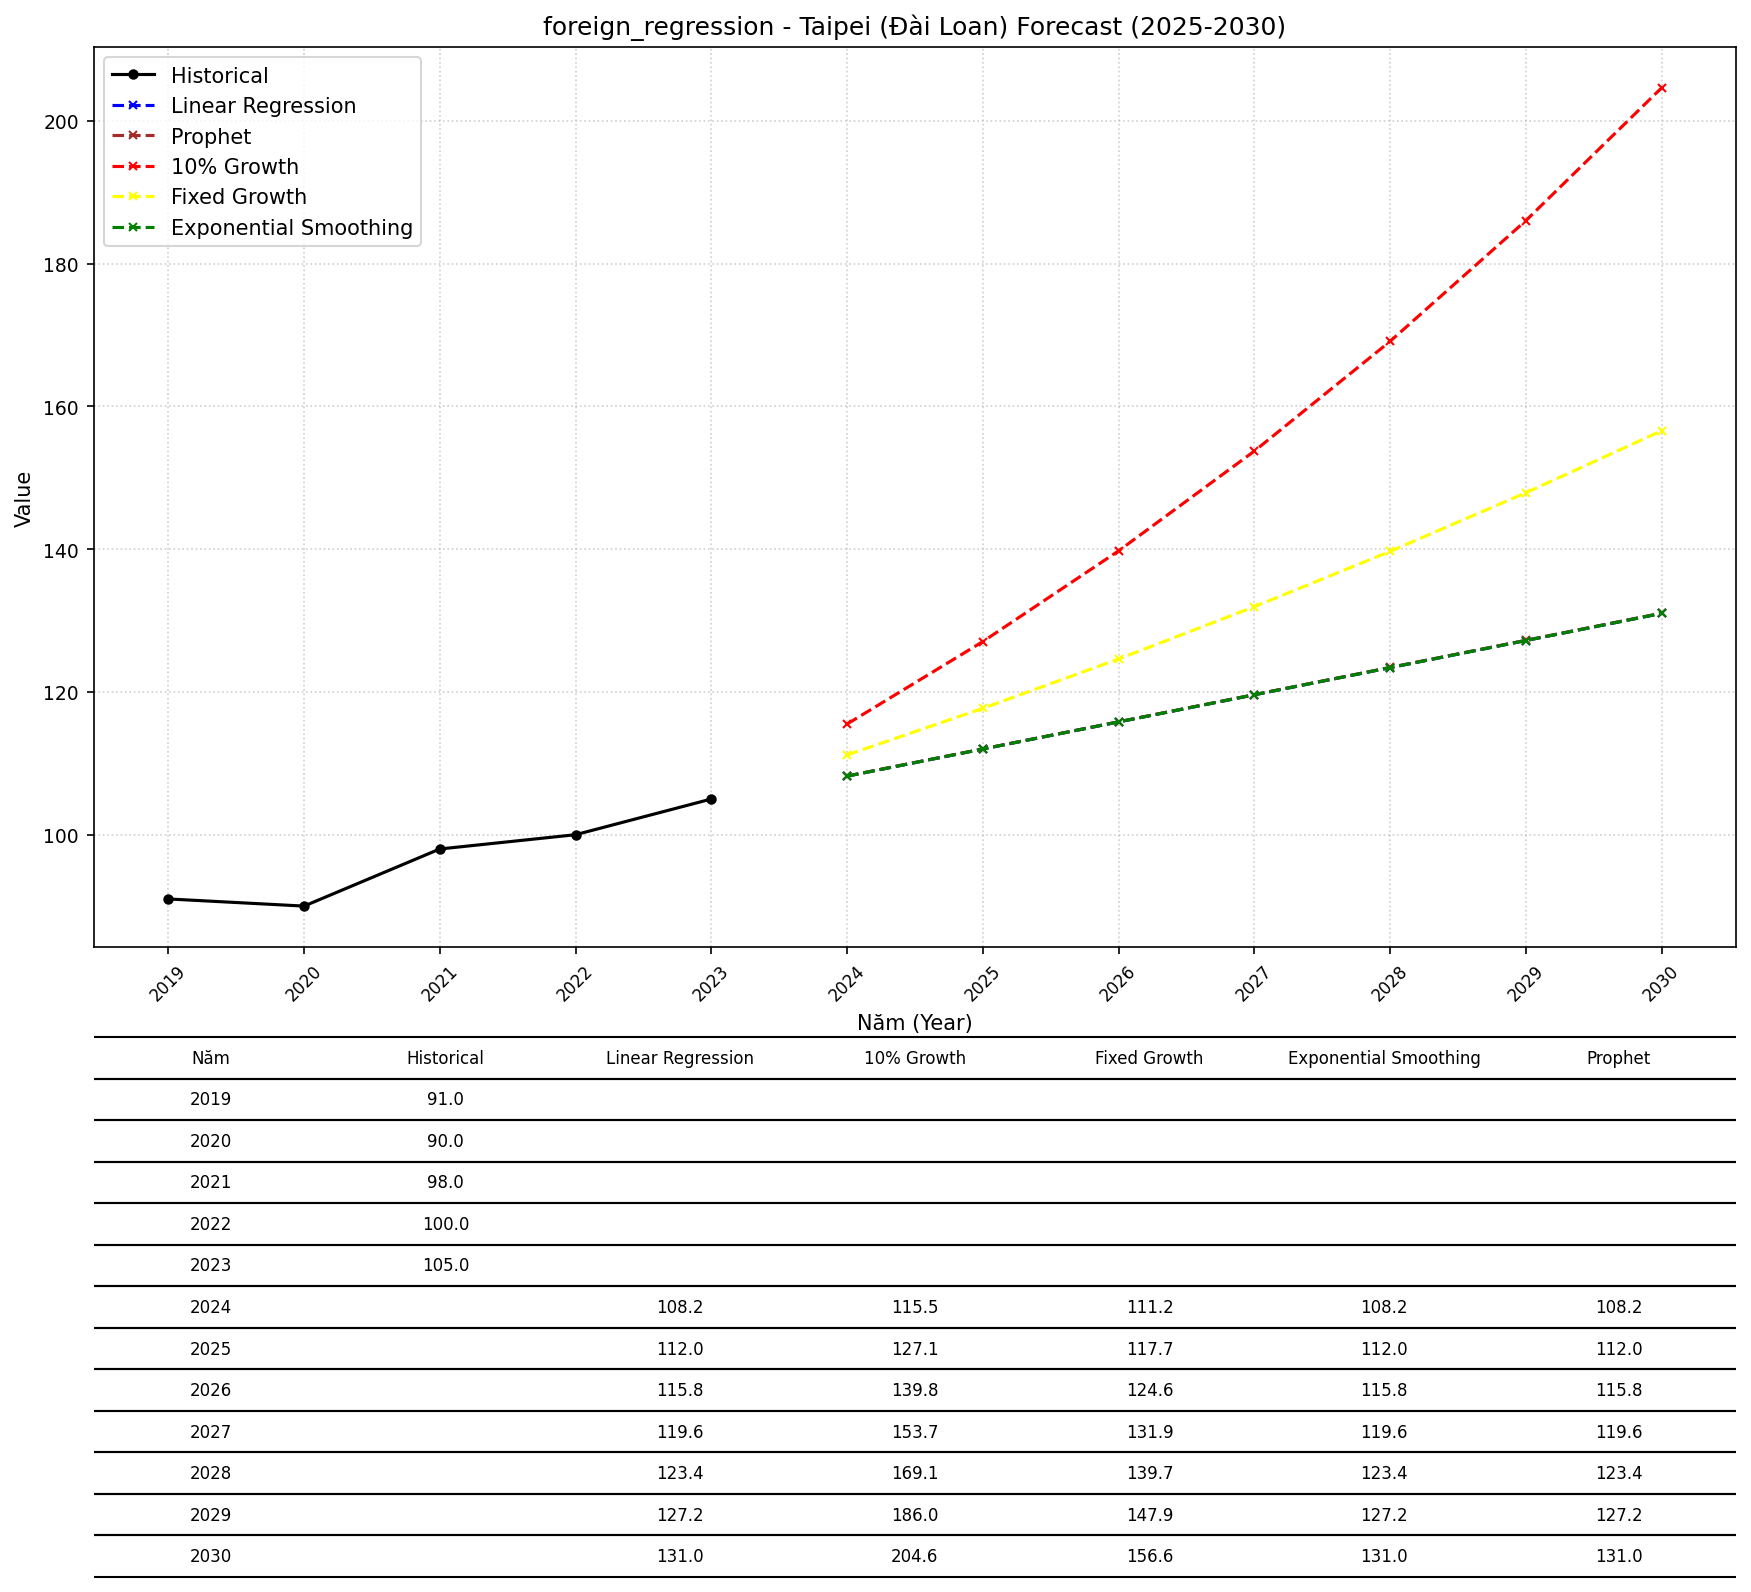 foreign_regression - Taipei (Đài Loan) Forecast (2025-2030)
Historical
Linear Regression
Prophet
10% Growth
Fixed Growth
Exponential Smoothing
Value
200
180
160
140
120
100
2019 2020 2021 2022 2023 2024 2025 2026 2027 2028 2029 2030
Năm (Year)
Năm Historical Linear Regression 10% Growth Fixed Growth Exponential Smoothing Prophet
2019 91.0
2020 90.0
2021 98.0
2022 100.0
2023 105.0
2024 108.2 115.5 111.2 108.2 108.2
2025 112.0 127.1 117.7 112.0 112.0
2026 115.8 139.8 124.6 115.8 115.8
2027 119.6 153.7 131.9 119.6 119.6
2028 123.4 169.1 139.7 123.4 123.4
2029 127.2 186.0 147.9 127.2 127.2
2030 131.0 204.6 156.6 131.0 131.0